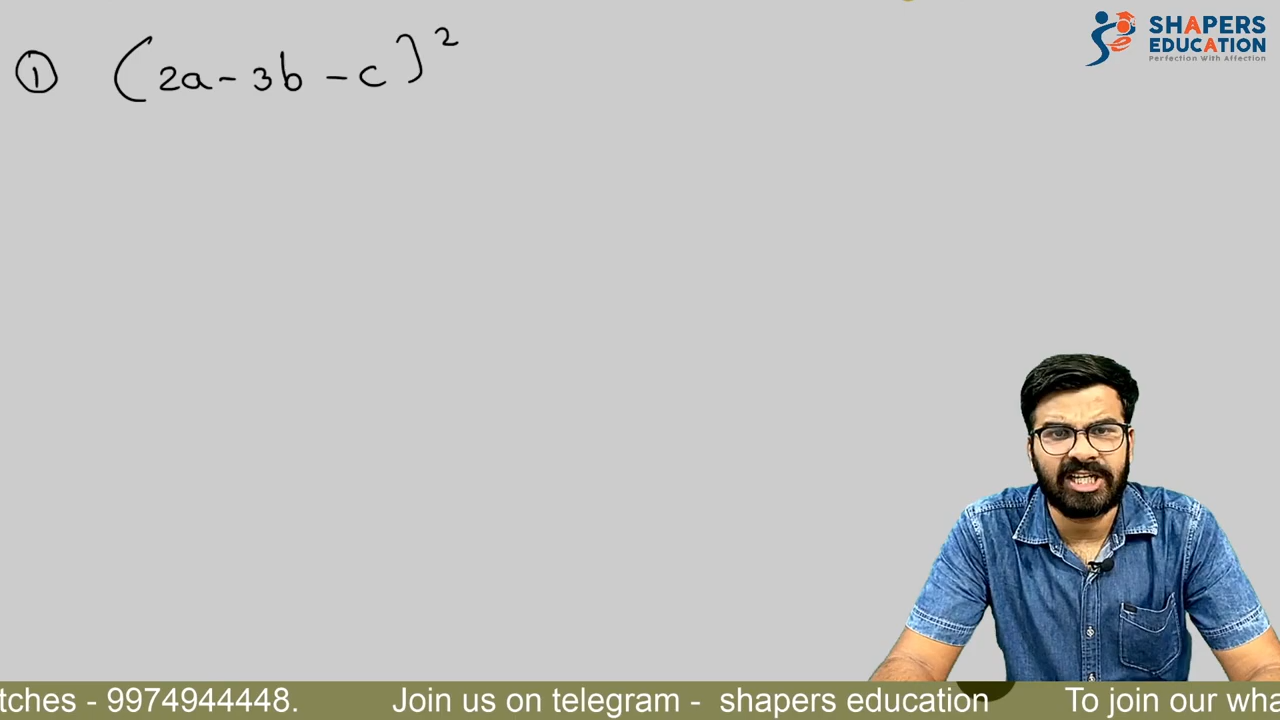 ① (2a - 3b - c)²
SHAPERS
EDUCATION
Perfection With Affection
tches - 9974944448. Join us on telegram - shapers education To join our wha